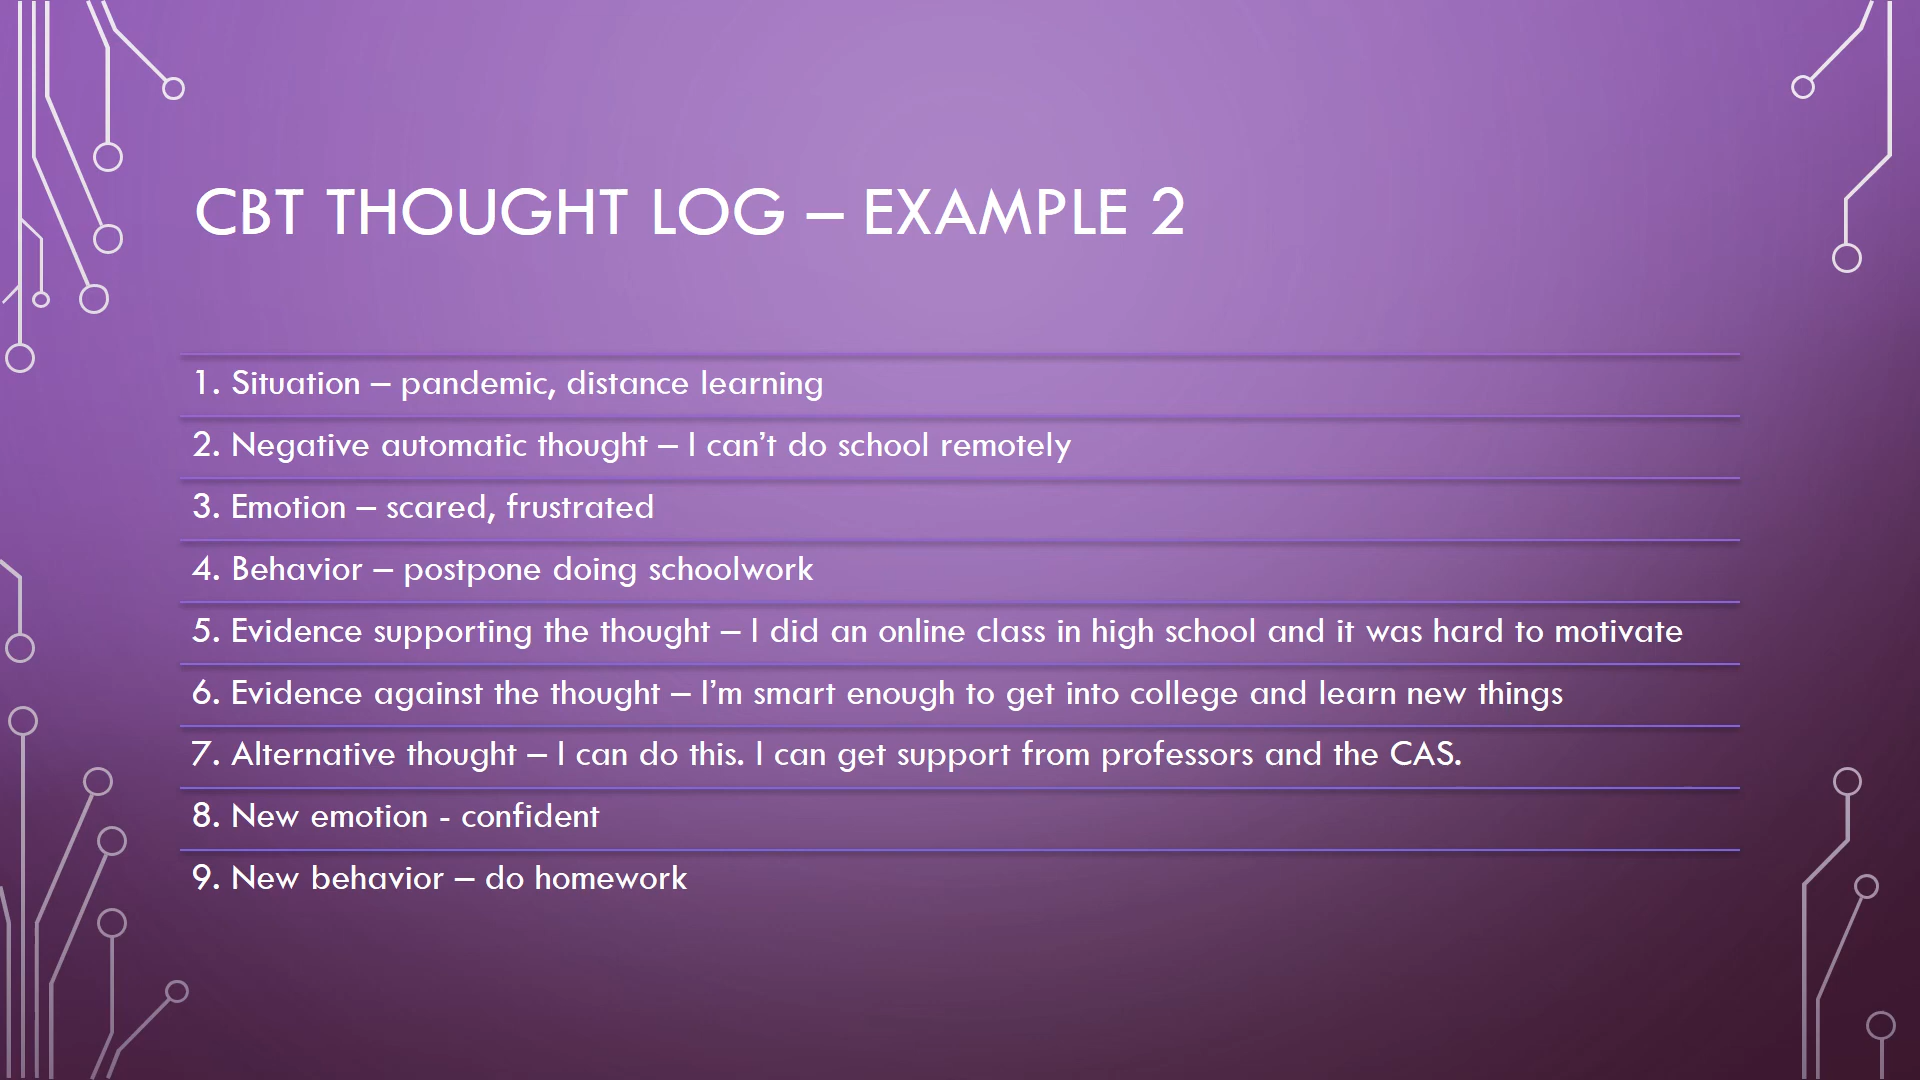 CBT THOUGHT LOG – EXAMPLE 2
1. Situation – pandemic, distance learning
2. Negative automatic thought – I can’t do school remotely
3. Emotion – scared, frustrated
4. Behavior – postpone doing schoolwork
5. Evidence supporting the thought – I did an online class in high school and it was hard to motivate
6. Evidence against the thought – I’m smart enough to get into college and learn new things
7. Alternative thought – I can do this. I can get support from professors and the CAS.
8. New emotion - confident
9. New behavior – do homework